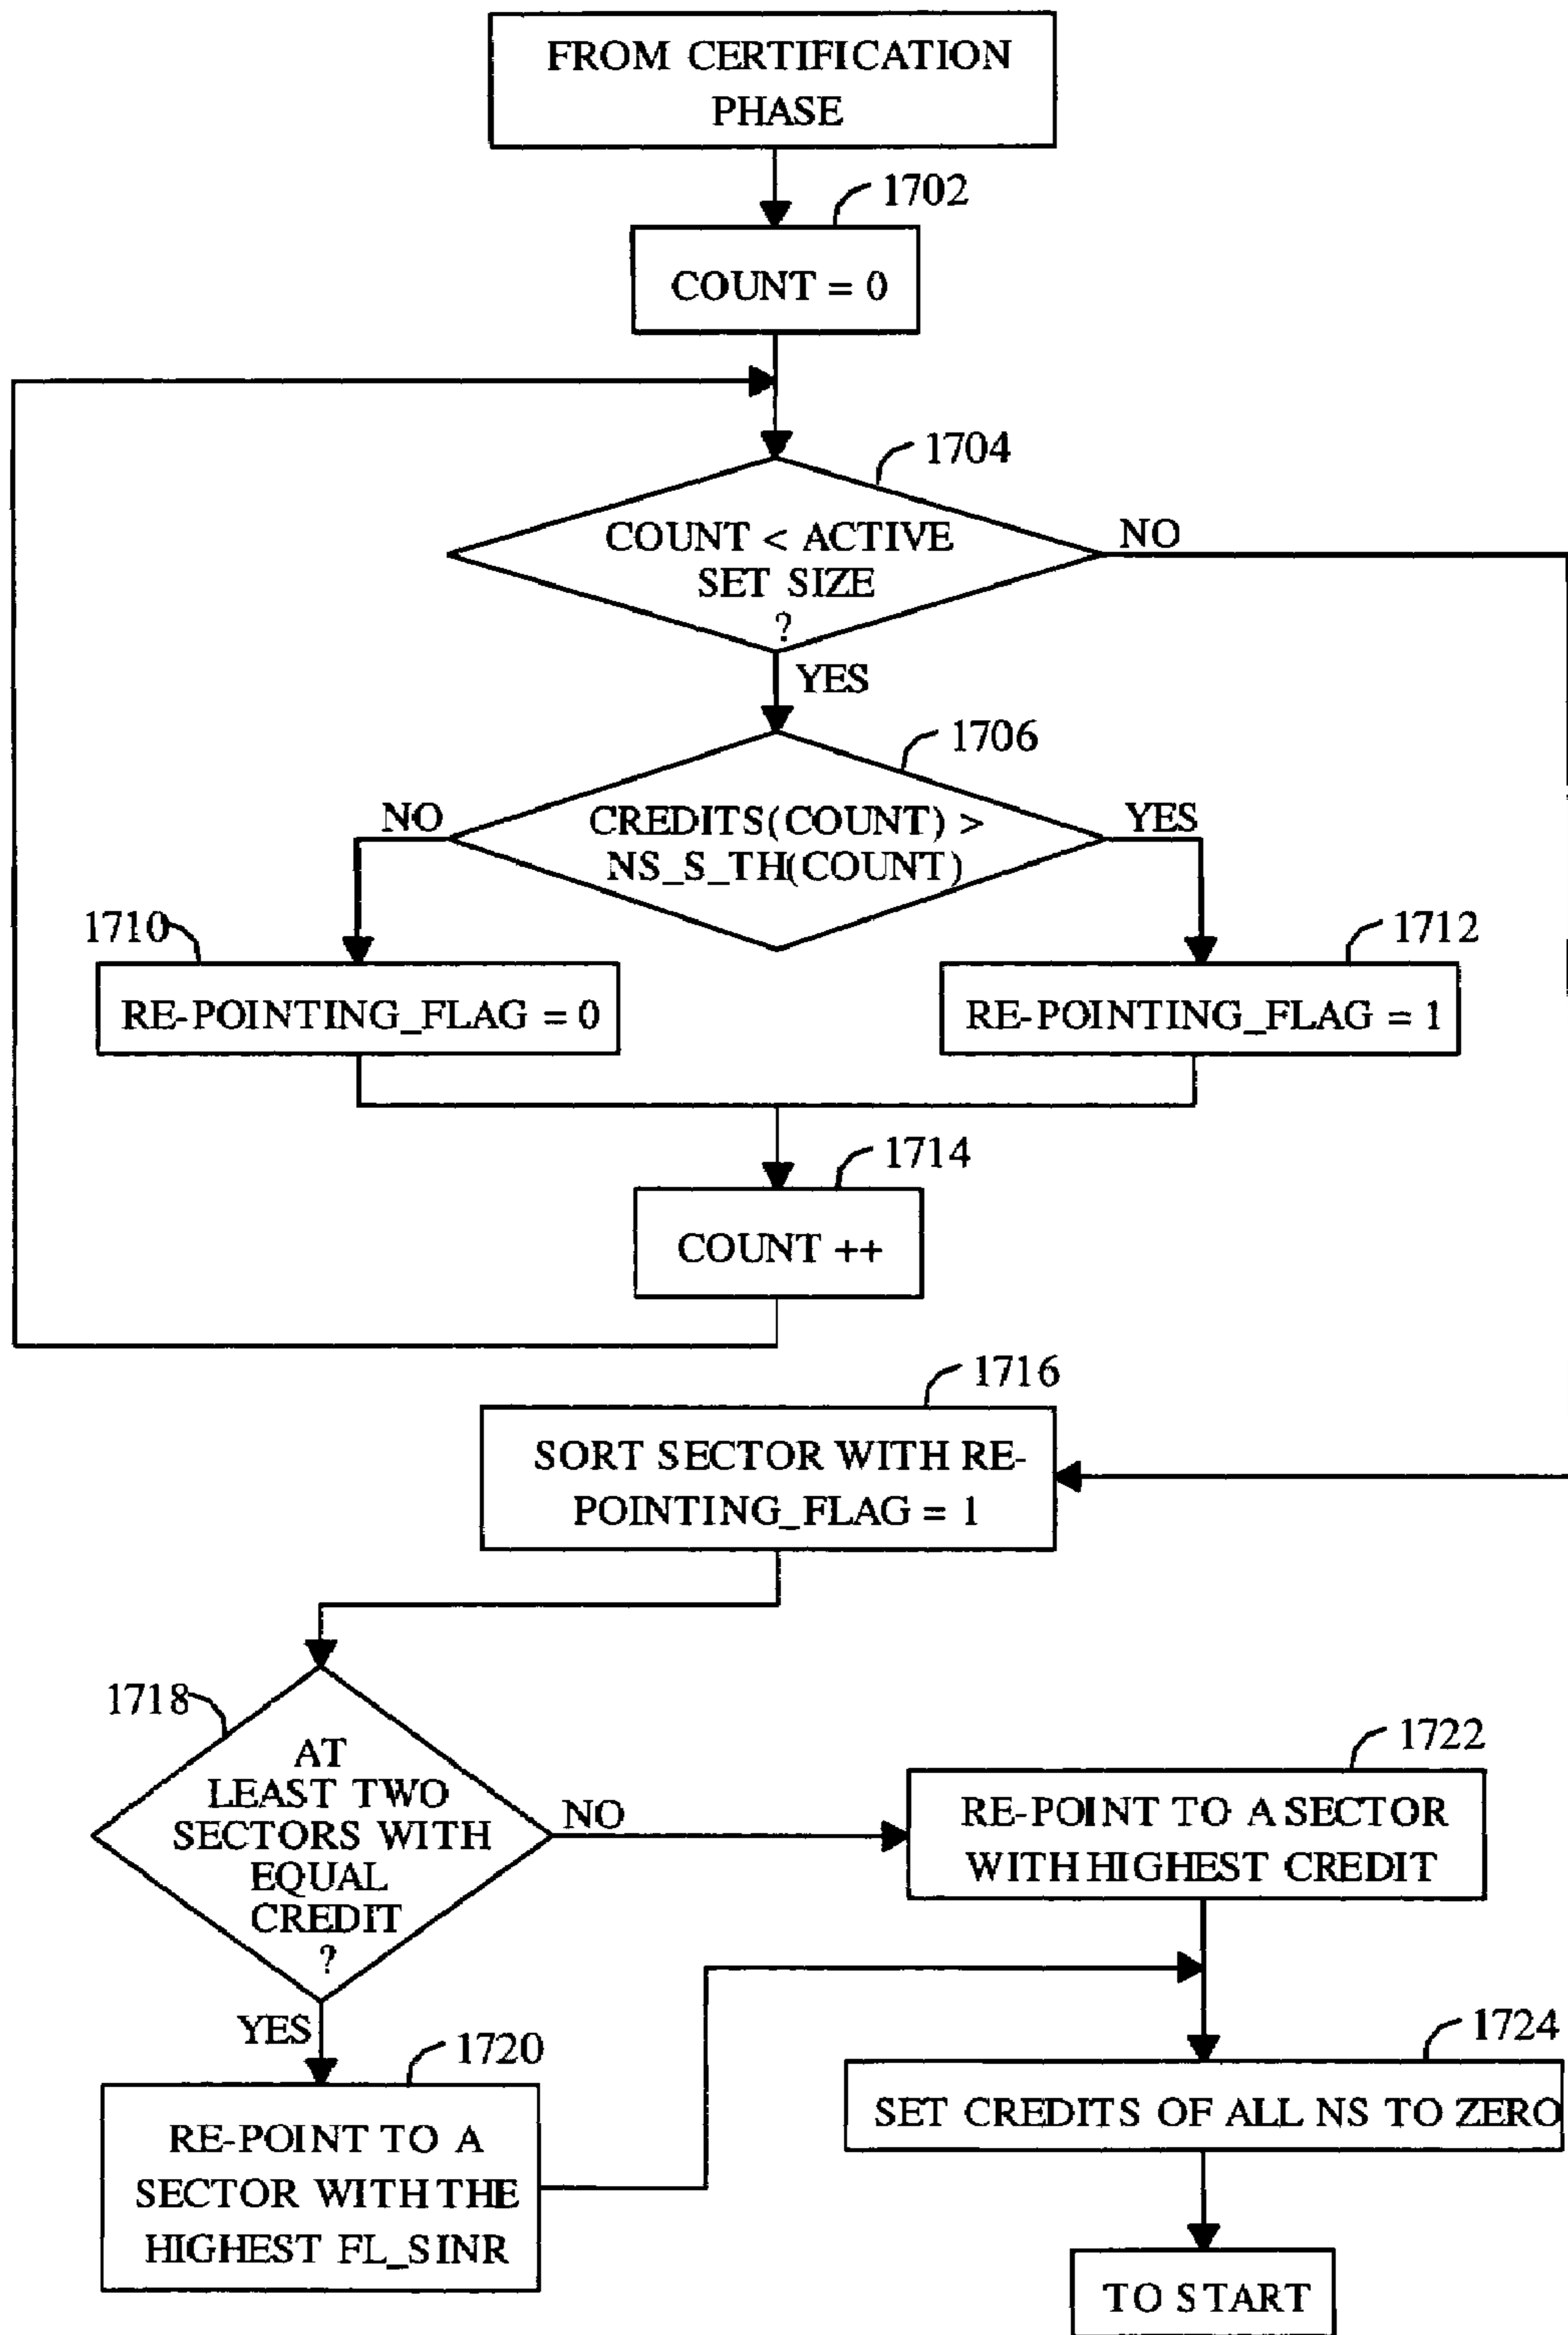 FROM CERTIFICATION
PHASE
1702
COUNT = 0
1704
COUNT < ACTIVE
SET SIZE
?
NO
YES
1706
CREDITS(COUNT) >
NS_S_TH(COUNT)
NO
YES
1710
RE-POINTING_FLAG = 0
1712
RE-POINTING_FLAG = 1
1714
COUNT ++
1716
SORT SECTOR WITH RE-
POINTING_FLAG = 1
1718
AT
LEAST TWO
SECTORS WITH
EQUAL
CREDIT
?
NO
YES
1722
RE-POINT TO A SECTOR
WITH HIGHEST CREDIT
1720
RE-POINT TO A
SECTOR WITH THE
HIGHEST FL_SINR
1724
SET CREDITS OF ALL NS TO ZERO
TO START